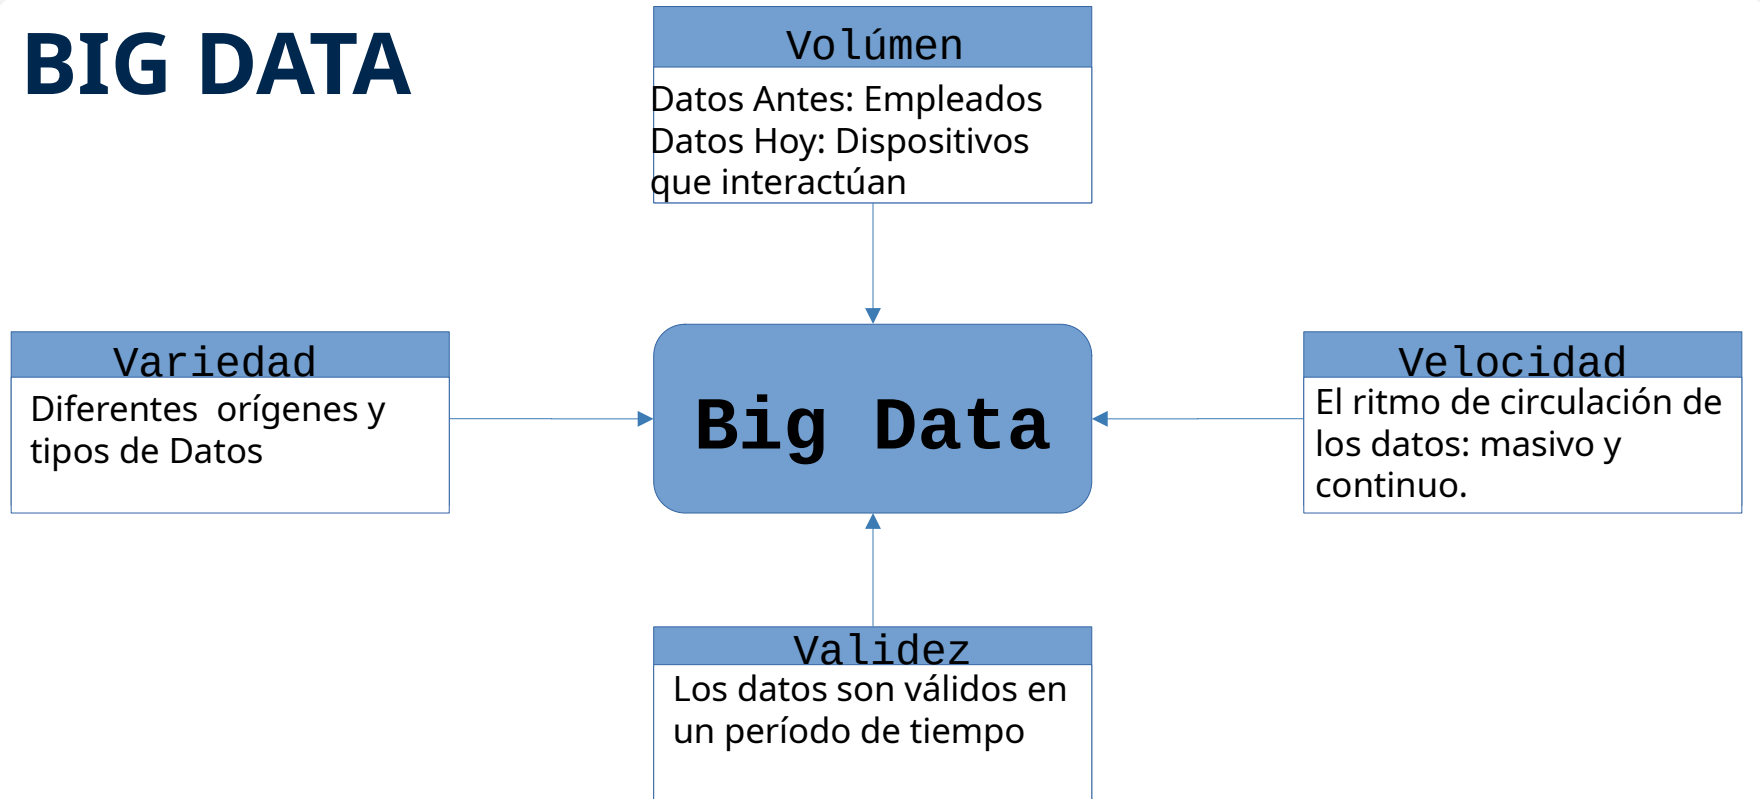 BIG DATA
Volúmen
Datos Antes: Empleados
Datos Hoy: Dispositivos
que interactúan
Variedad
Diferentes  orígenes y
tipos de Datos
Big Data
Velocidad
El ritmo de circulación de
los datos: masivo y
continuo.
Validez
Los datos son válidos en
un período de tiempo